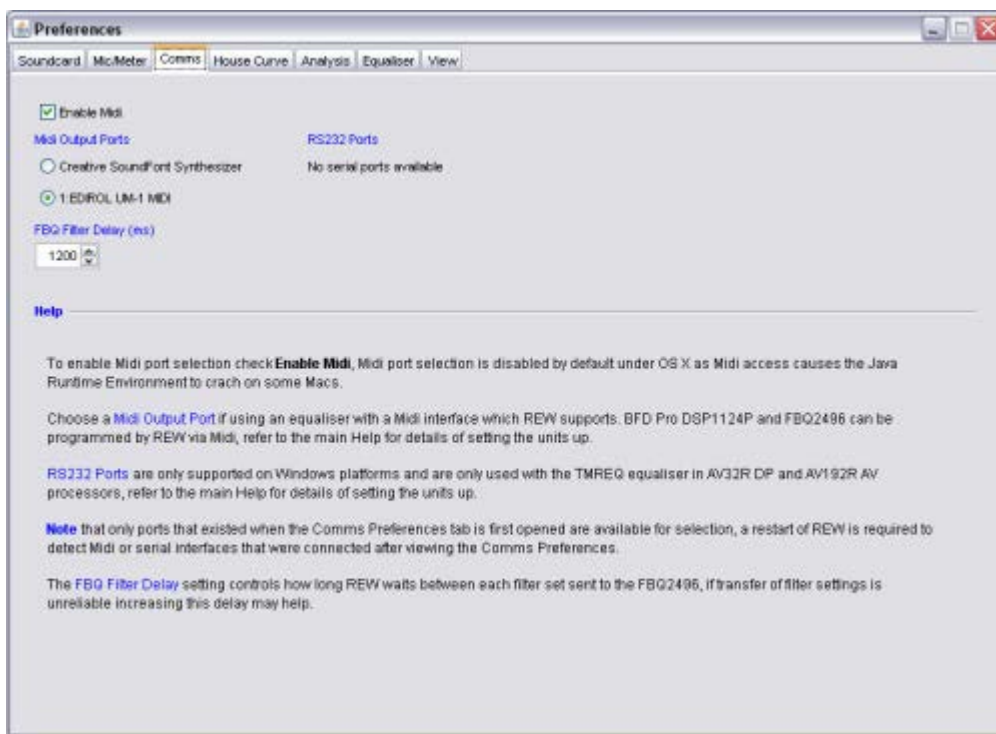 Preferences
Soundcard Mic/Meter Comms House Curve Analysis Equaliser View
Enable Midi
Midi Output Ports RS232 Ports
Creative SoundFont Synthesizer No serial ports available
1:EDIROL UM-1 MIDI
FBQ Filter Delay (ms)
1200
Help
To enable Midi port selection check Enable Midi, Midi port selection is disabled by default under OS X as Midi access causes the Java
Runtime Environment to crach on some Macs.
Choose a Midi Output Port if using an equaliser with a Midi interface which REW supports. BFD Pro DSP1124P and FBQ2496 can be
programmed by REW via Midi, refer to the main Help for details of setting the units up.
RS232 Ports are only supported on Windows platforms and are only used with the TMREQ equaliser in AV32R DP and AV192R AV
processors, refer to the main Help for details of setting the units up.
Note that only ports that existed when the Comms Preferences tab is first opened are available for selection, a restart of REW is required to
detect Midi or serial interfaces that were connected after viewing the Comms Preferences.
The FBQ Filter Delay setting controls how long REW waits between each filter set sent to the FBQ2496, if transfer of filter settings is
unreliable increasing this delay may help.